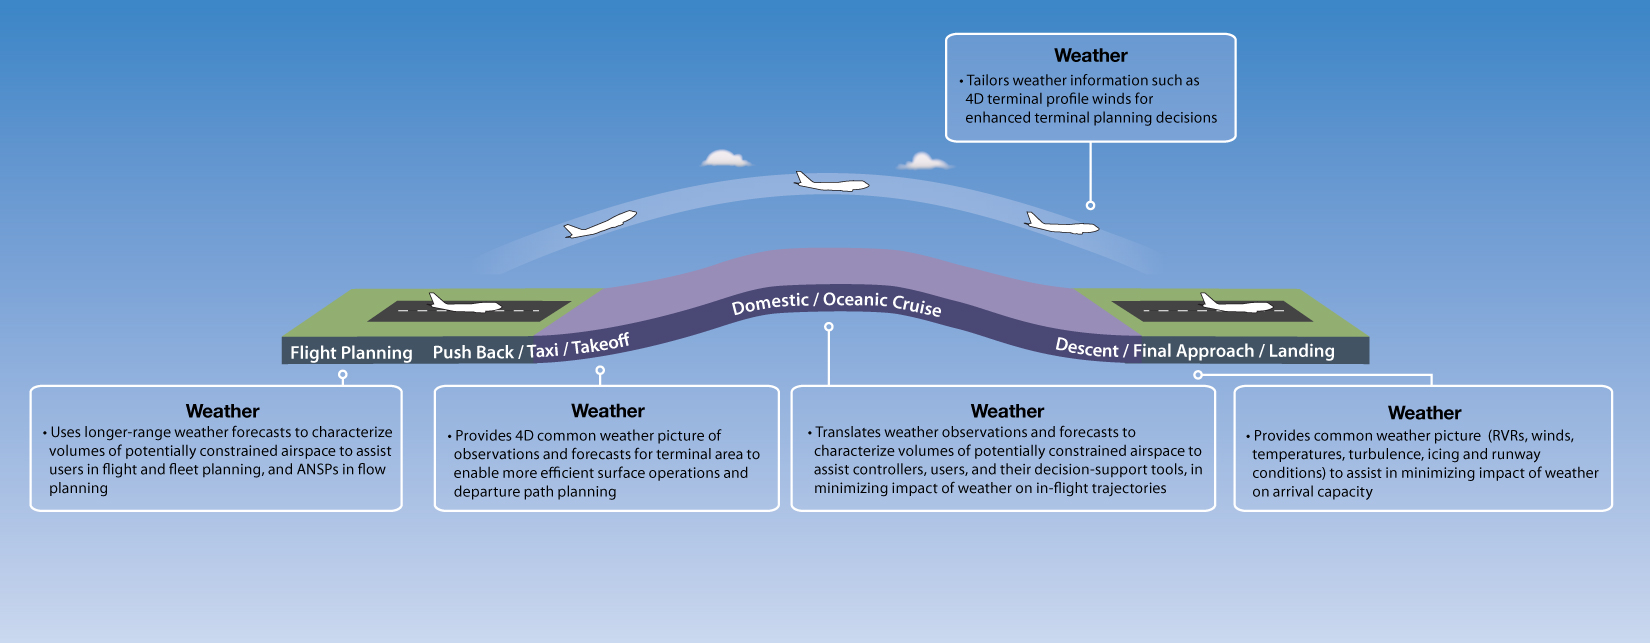 Weather
• Tailors weather information such as
4D terminal profile winds for
enhanced terminal planning decisions
Domestic / Oceanic Cruise
Flight Planning
Push Back / Taxi / Takeoff
Descent / Final Approach / Landing
Weather
• Uses longer-range weather forecasts to characterize
volumes of potentially constrained airspace to assist
users in flight and fleet planning, and ANSPs in flow
planning
Weather
• Provides 4D common weather picture of
observations and forecasts for terminal area to
enable more efficient surface operations and
departure path planning
Weather
• Translates weather observations and forecasts to
characterize volumes of potentially constrained airspace to
assist controllers, users, and their decision-support tools, in
minimizing impact of weather on in-flight trajectories
Weather
• Provides common weather picture (RVRs, winds,
temperatures, turbulence, icing and runway
conditions) to assist in minimizing impact of weather
on arrival capacity